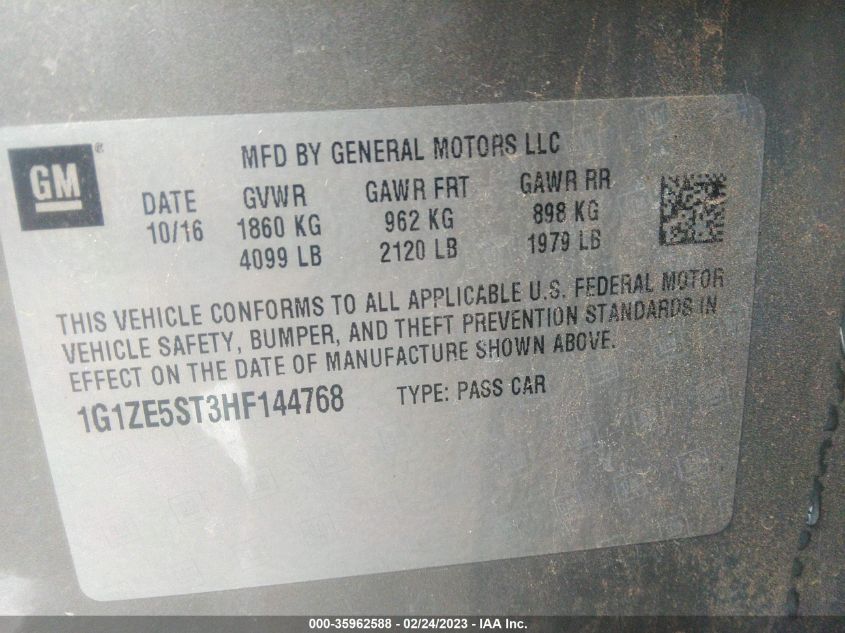 GM®
MFD BY GENERAL MOTORS LLC
DATE GVWR GAWR FRT GAWR RR
10/16 1860 KG 962 KG 898 KG
4099 LB 2120 LB 1979 LB
THIS VEHICLE CONFORMS TO ALL APPLICABLE U.S. FEDERAL MOTOR
VEHICLE SAFETY, BUMPER, AND THEFT PREVENTION STANDARDS IN
EFFECT ON THE DATE OF MANUFACTURE SHOWN ABOVE.
1G1ZE5ST3HF144768 TYPE: PASS CAR
000-35962588 - 02/24/2023 - IAA Inc.